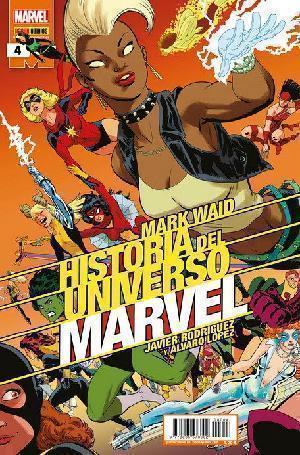 MARVEL
4
MARK WAID
HISTORIA DEL
UNIVERSO
MARVEL
JAVIER RODRÍGUEZ
Y ÁLVARO LÓPEZ